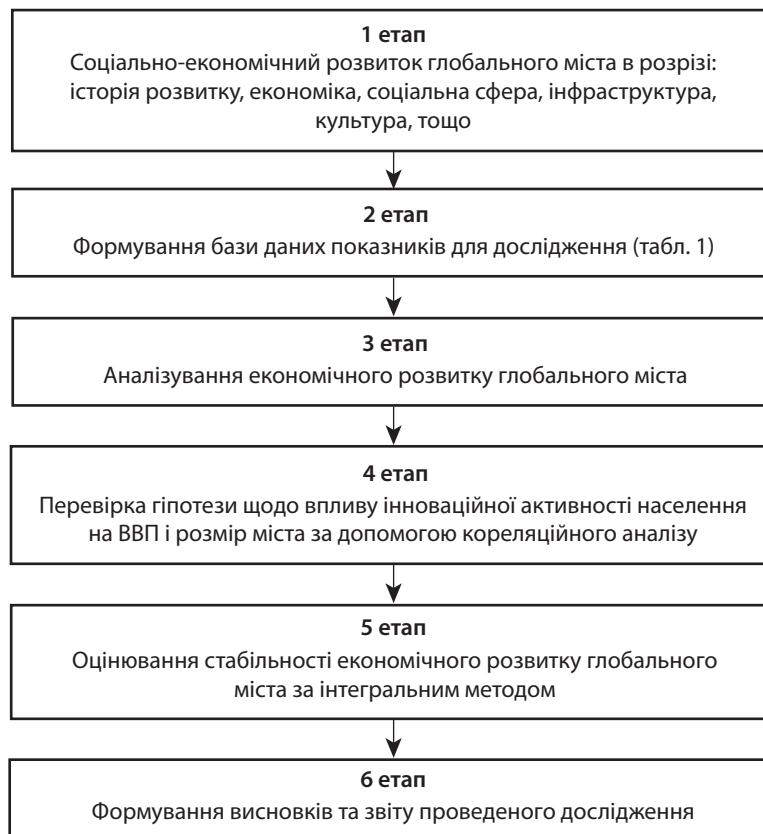 1 етап
Соціально-економічний розвиток глобального міста в розрізі:
історія розвитку, економіка, соціальна сфера, інфраструктура,
культура, тощо
2 етап
Формування бази даних показників для дослідження (табл. 1)
3 етап
Аналізування економічного розвитку глобального міста
4 етап
Перевірка гіпотези щодо впливу інноваційної активності населення
на ВВП і розмір міста за допомогою кореляційного аналізу
5 етап
Оцінювання стабільності економічного розвитку глобального
міста за інтегральним методом
6 етап
Формування висновків та звіту проведеного дослідження